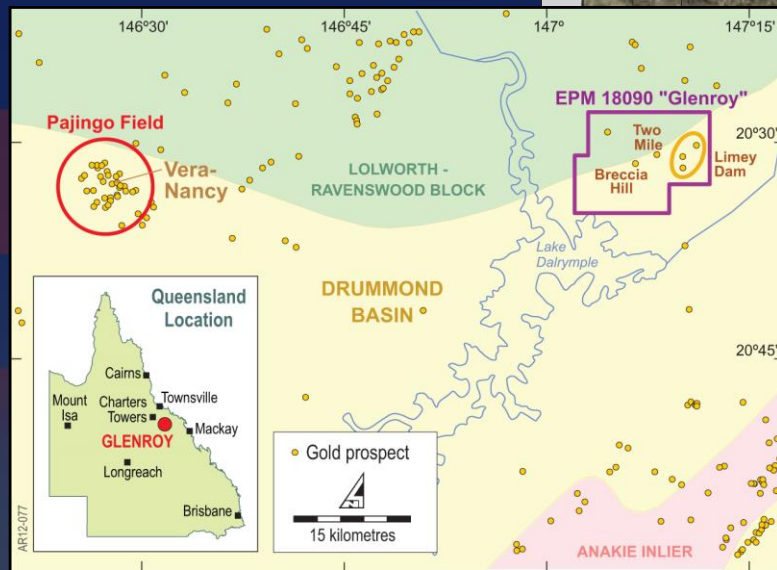 146°30'
146°45'
147°
147°15'
EPM 18090 "Glenroy"
Pajingo Field
Two
Mile
20°30'
Vera-
Nancy
LOLWORTH -
RAVENSWOOD BLOCK
Breccia
Hill
Limey
Dam
Lake
Dalrymple
Queensland
Location
DRUMMOND
BASIN
20°45'
Cairns
Mount
Isa
Charters
Towers
Townsville
GLENROY
Mackay
Longreach
Brisbane
Gold prospect
15 kilometres
AR12-077
ANAKIE INLIER